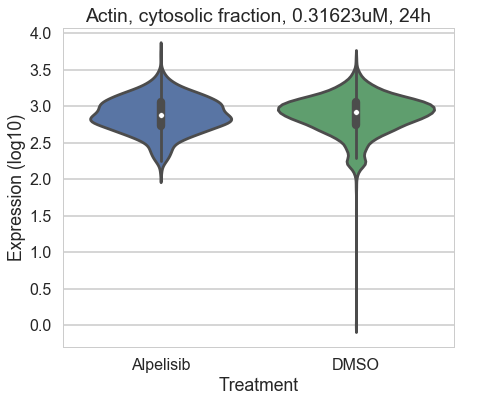 Actin, cytosolic fraction, 0.31623uM, 24h
4.0
3.5
3.0
2.5
2.0
1.5
1.0
0.5
0.0
Expression (log10)
Alpelisib
DMSO
Treatment